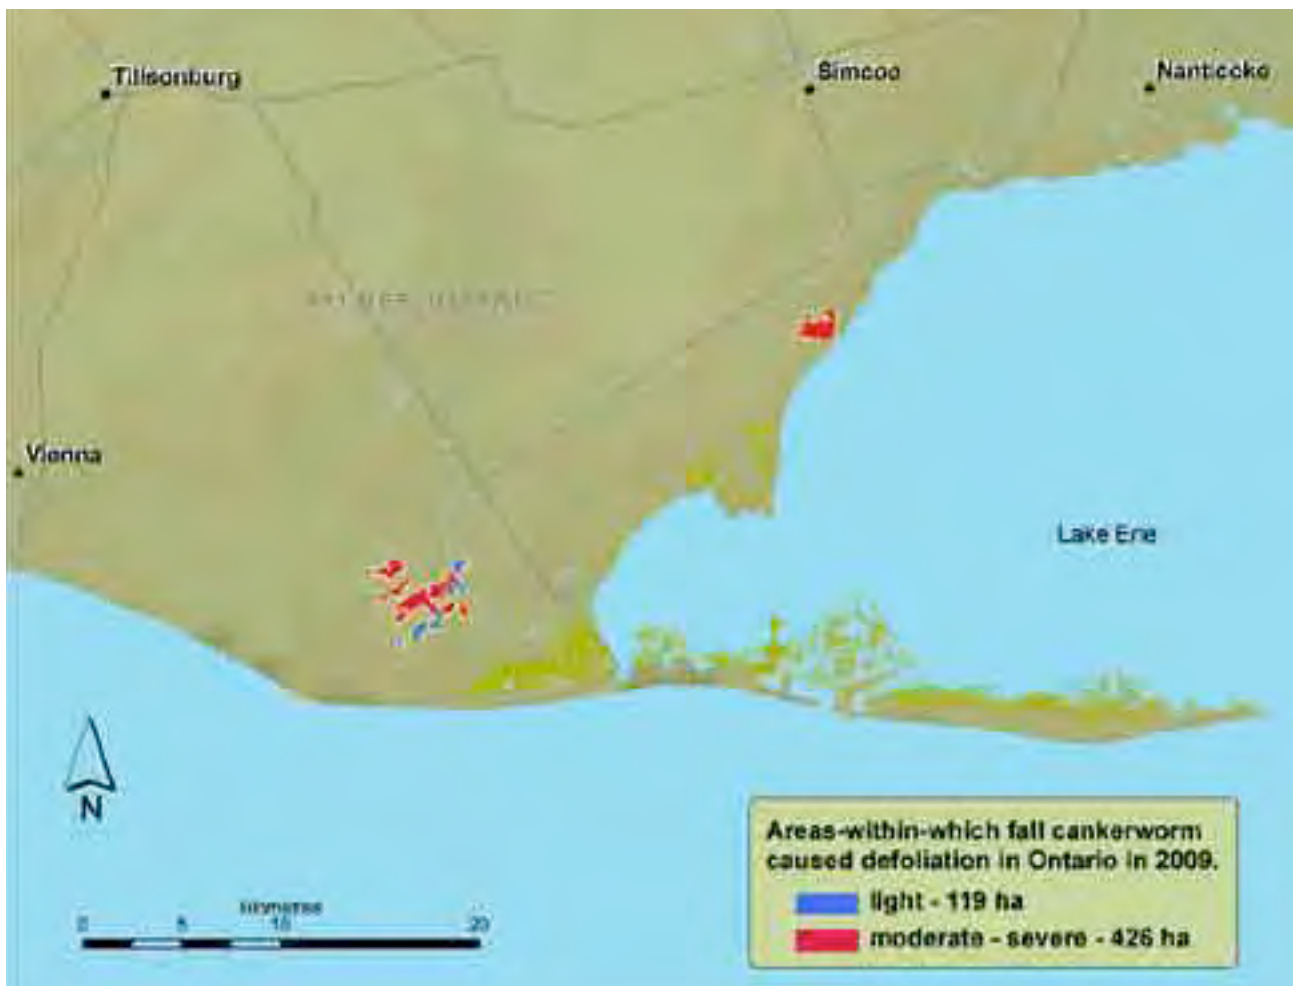 Tillsonburg
Simcoe
Nanticoke
Vienna
Lake Erie
N
kilometres
0 5 10 20
Areas-within-which fall cankerworm
caused defoliation in Ontario in 2009.
light - 119 ha
moderate - severe - 426 ha